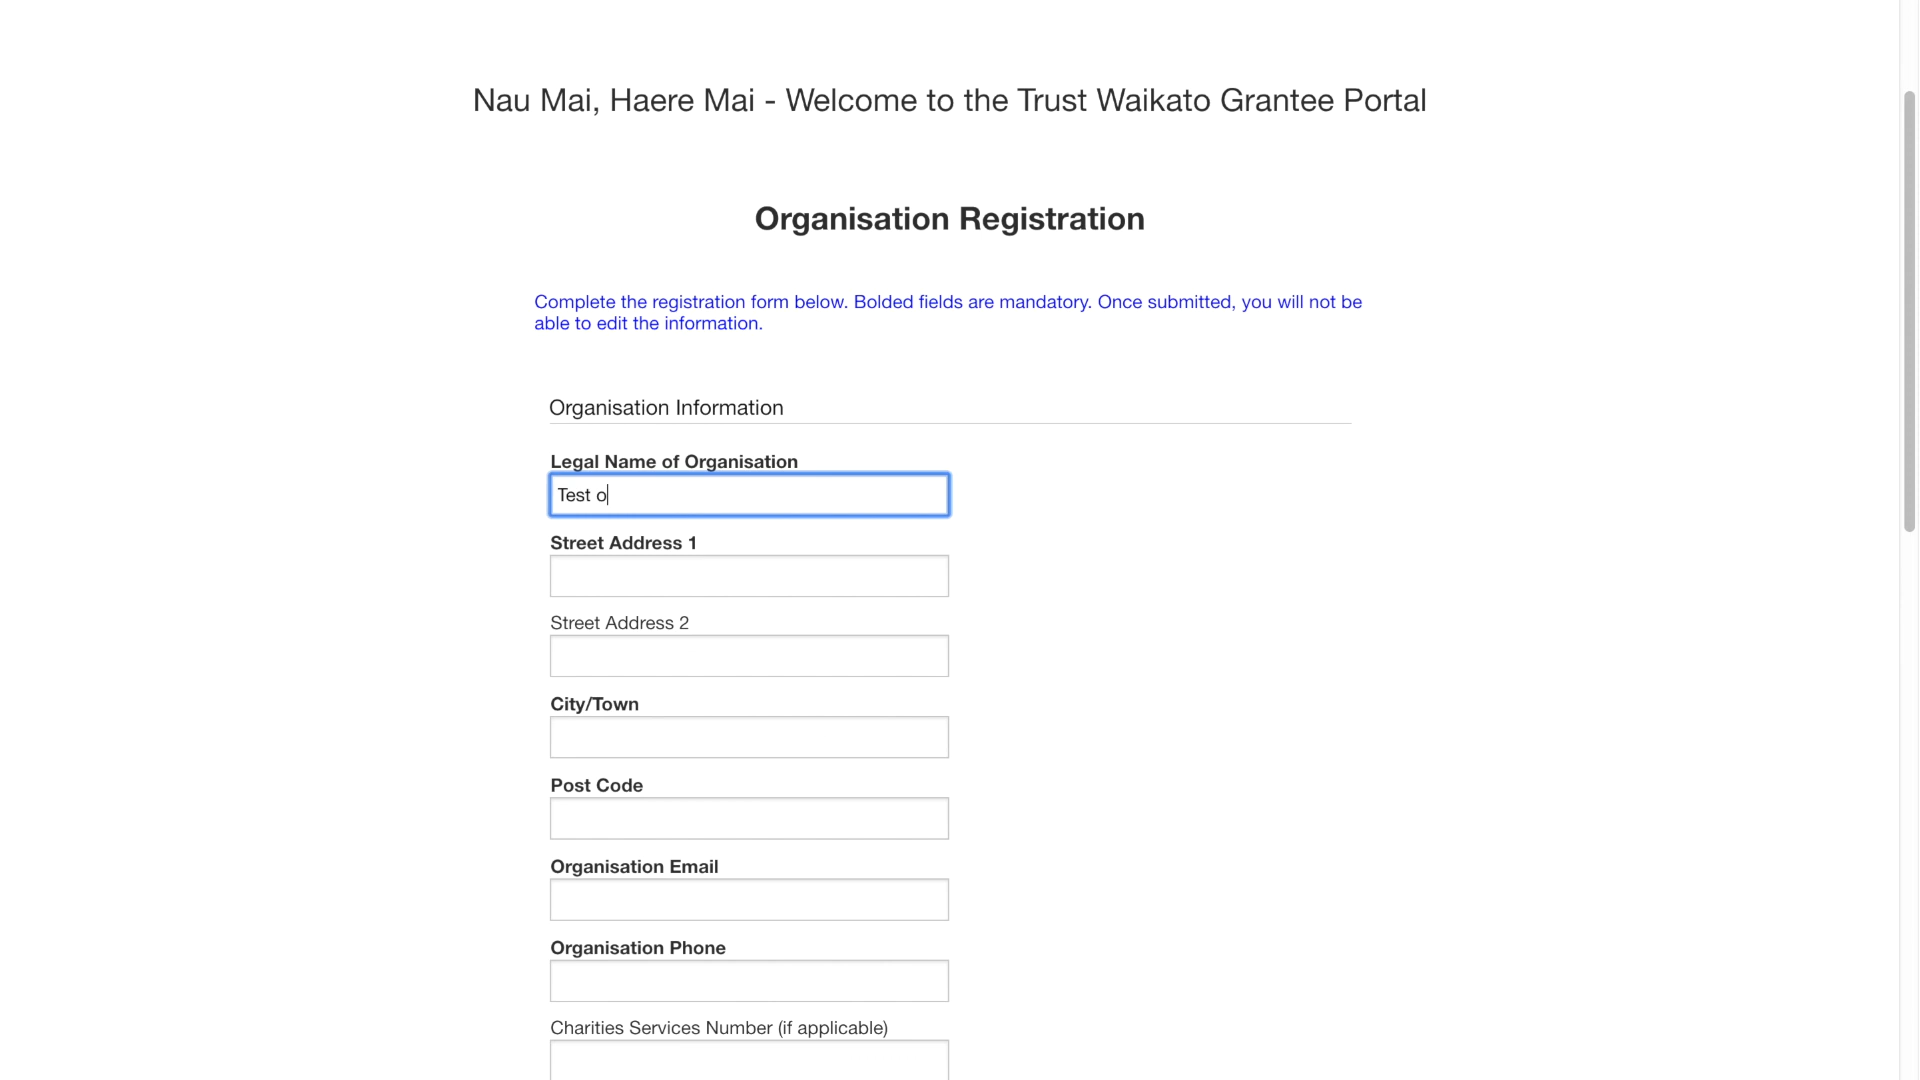 Nau Mai, Haere Mai - Welcome to the Trust Waikato Grantee Portal
Organisation Registration
Complete the registration form below. Bolded fields are mandatory. Once submitted, you will not be
able to edit the information.
Organisation Information
Legal Name of Organisation
Test o
Street Address 1
Street Address 2
City/Town
Post Code
Organisation Email
Organisation Phone
Charities Services Number (if applicable)